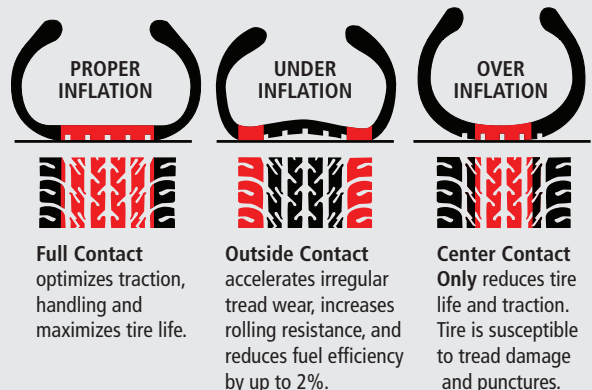 PROPER
INFLATION
UNDER
INFLATION
OVER
INFLATION
Full Contact
optimizes traction,
handling and
maximizes tire life.
Outside Contact
accelerates irregular
tread wear, increases
rolling resistance, and
reduces fuel efficiency
by up to 2%.
Center Contact
Only reduces tire
life and traction.
Tire is susceptible
to tread damage
and punctures.